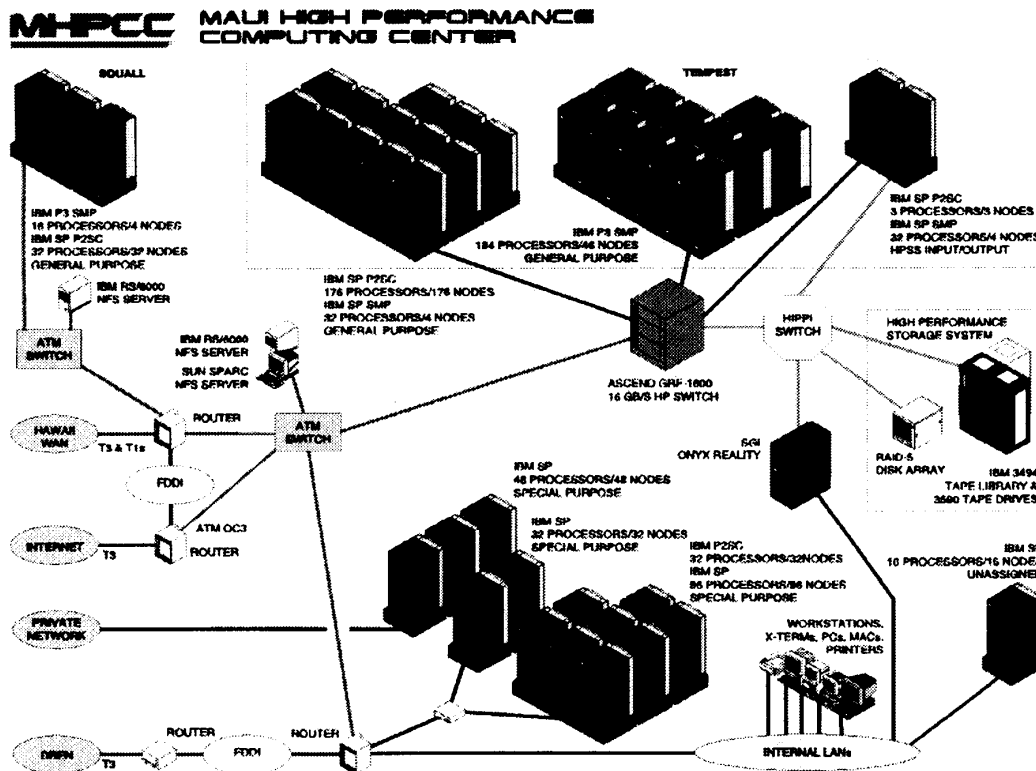 MHPCC
MAUI HIGH PERFORMANCE
COMPUTING CENTER
SQUALL
TEMPEST
IBM P3 SMP
16 PROCESSORS/4 NODES
IBM SP P2SC
32 PROCESSORS/32 NODES
GENERAL PURPOSE
IBM P3 SMP
184 PROCESSORS/46 NODES
GENERAL PURPOSE
IBM SP P2SC
3 PROCESSORS/3 NODES
IBM SP SMP
32 PROCESSORS/4 NODES
HPSS INPUT/OUTPUT
IBM SP P2SC
176 PROCESSORS/176 NODES
IBM SP SMP
32 PROCESSORS/4 NODES
GENERAL PURPOSE
IBM RS/6000
NFS SERVER
ATM
SWITCH
IBM RS/6000
NFS SERVER
SUN SPARC
NFS SERVER
ASCEND GRF-1600
16 GB/S HP SWITCH
HIPPI
SWITCH
HIGH PERFORMANCE
STORAGE SYSTEM
RAID-5
DISK ARRAY
IBM 3494
TAPE LIBRARY &
3590 TAPE DRIVES
ROUTER
ATM
SWITCH
HAWAII
WAN
T3 & T1s
FDDI
SGI
ONYX REALITY
INTERNET
T3
ATM OC3
ROUTER
IBM SP
48 PROCESSORS/48 NODES
SPECIAL PURPOSE
IBM SP
32 PROCESSORS/32 NODES
SPECIAL PURPOSE
IBM P2SC
32 PROCESSORS/32NODES
IBM SP
96 PROCESSORS/96 NODES
SPECIAL PURPOSE
PROCESSORS/16 NODES
UNASSIGNED
PRIVATE
NETWORK
WORKSTATIONS,
X-TERMs, PCs, MACs,
PRINTERS
DREN
T3
ROUTER
FDDI
ROUTER
INTERNAL LANs